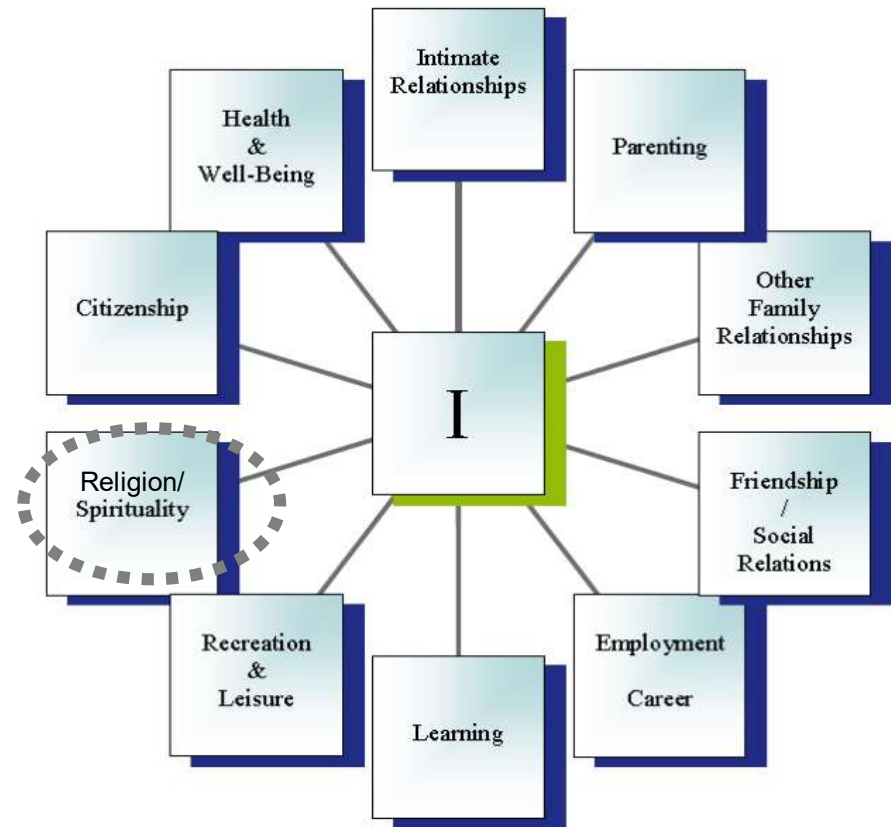 Intimate
Relationships
Health
&
Well-Being
Parenting
Citizenship
Other
Family
Relationships
I
Religion/
Spirituality
Friendship
/
Social
Relations
Recreation
&
Leisure
Employment
Career
Learning